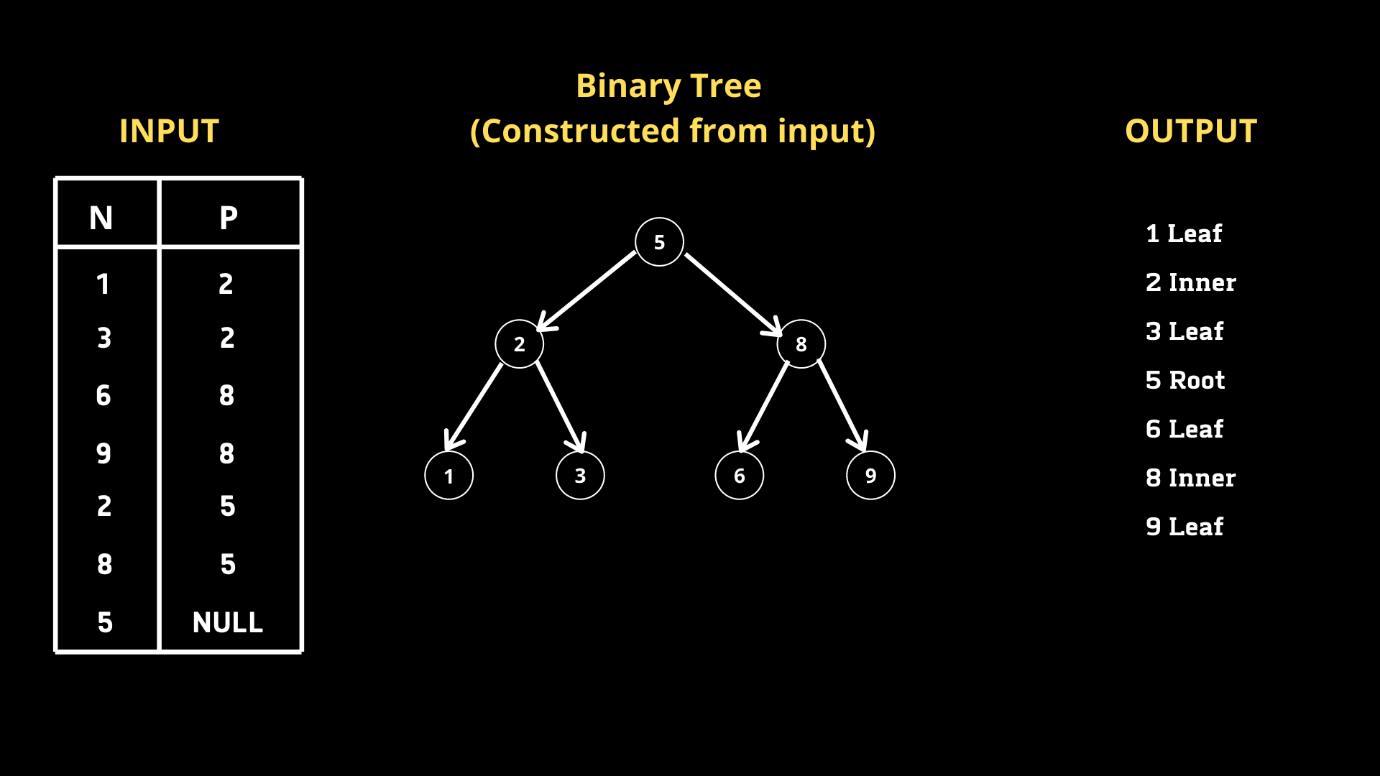 INPUT
N P
1 2
3 2
6 8
9 8
2 5
8 5
5 NULL
Binary Tree
(Constructed from input)
5
2 8
1 3 6 9
OUTPUT
1 Leaf
2 Inner
3 Leaf
5 Root
6 Leaf
8 Inner
9 Leaf